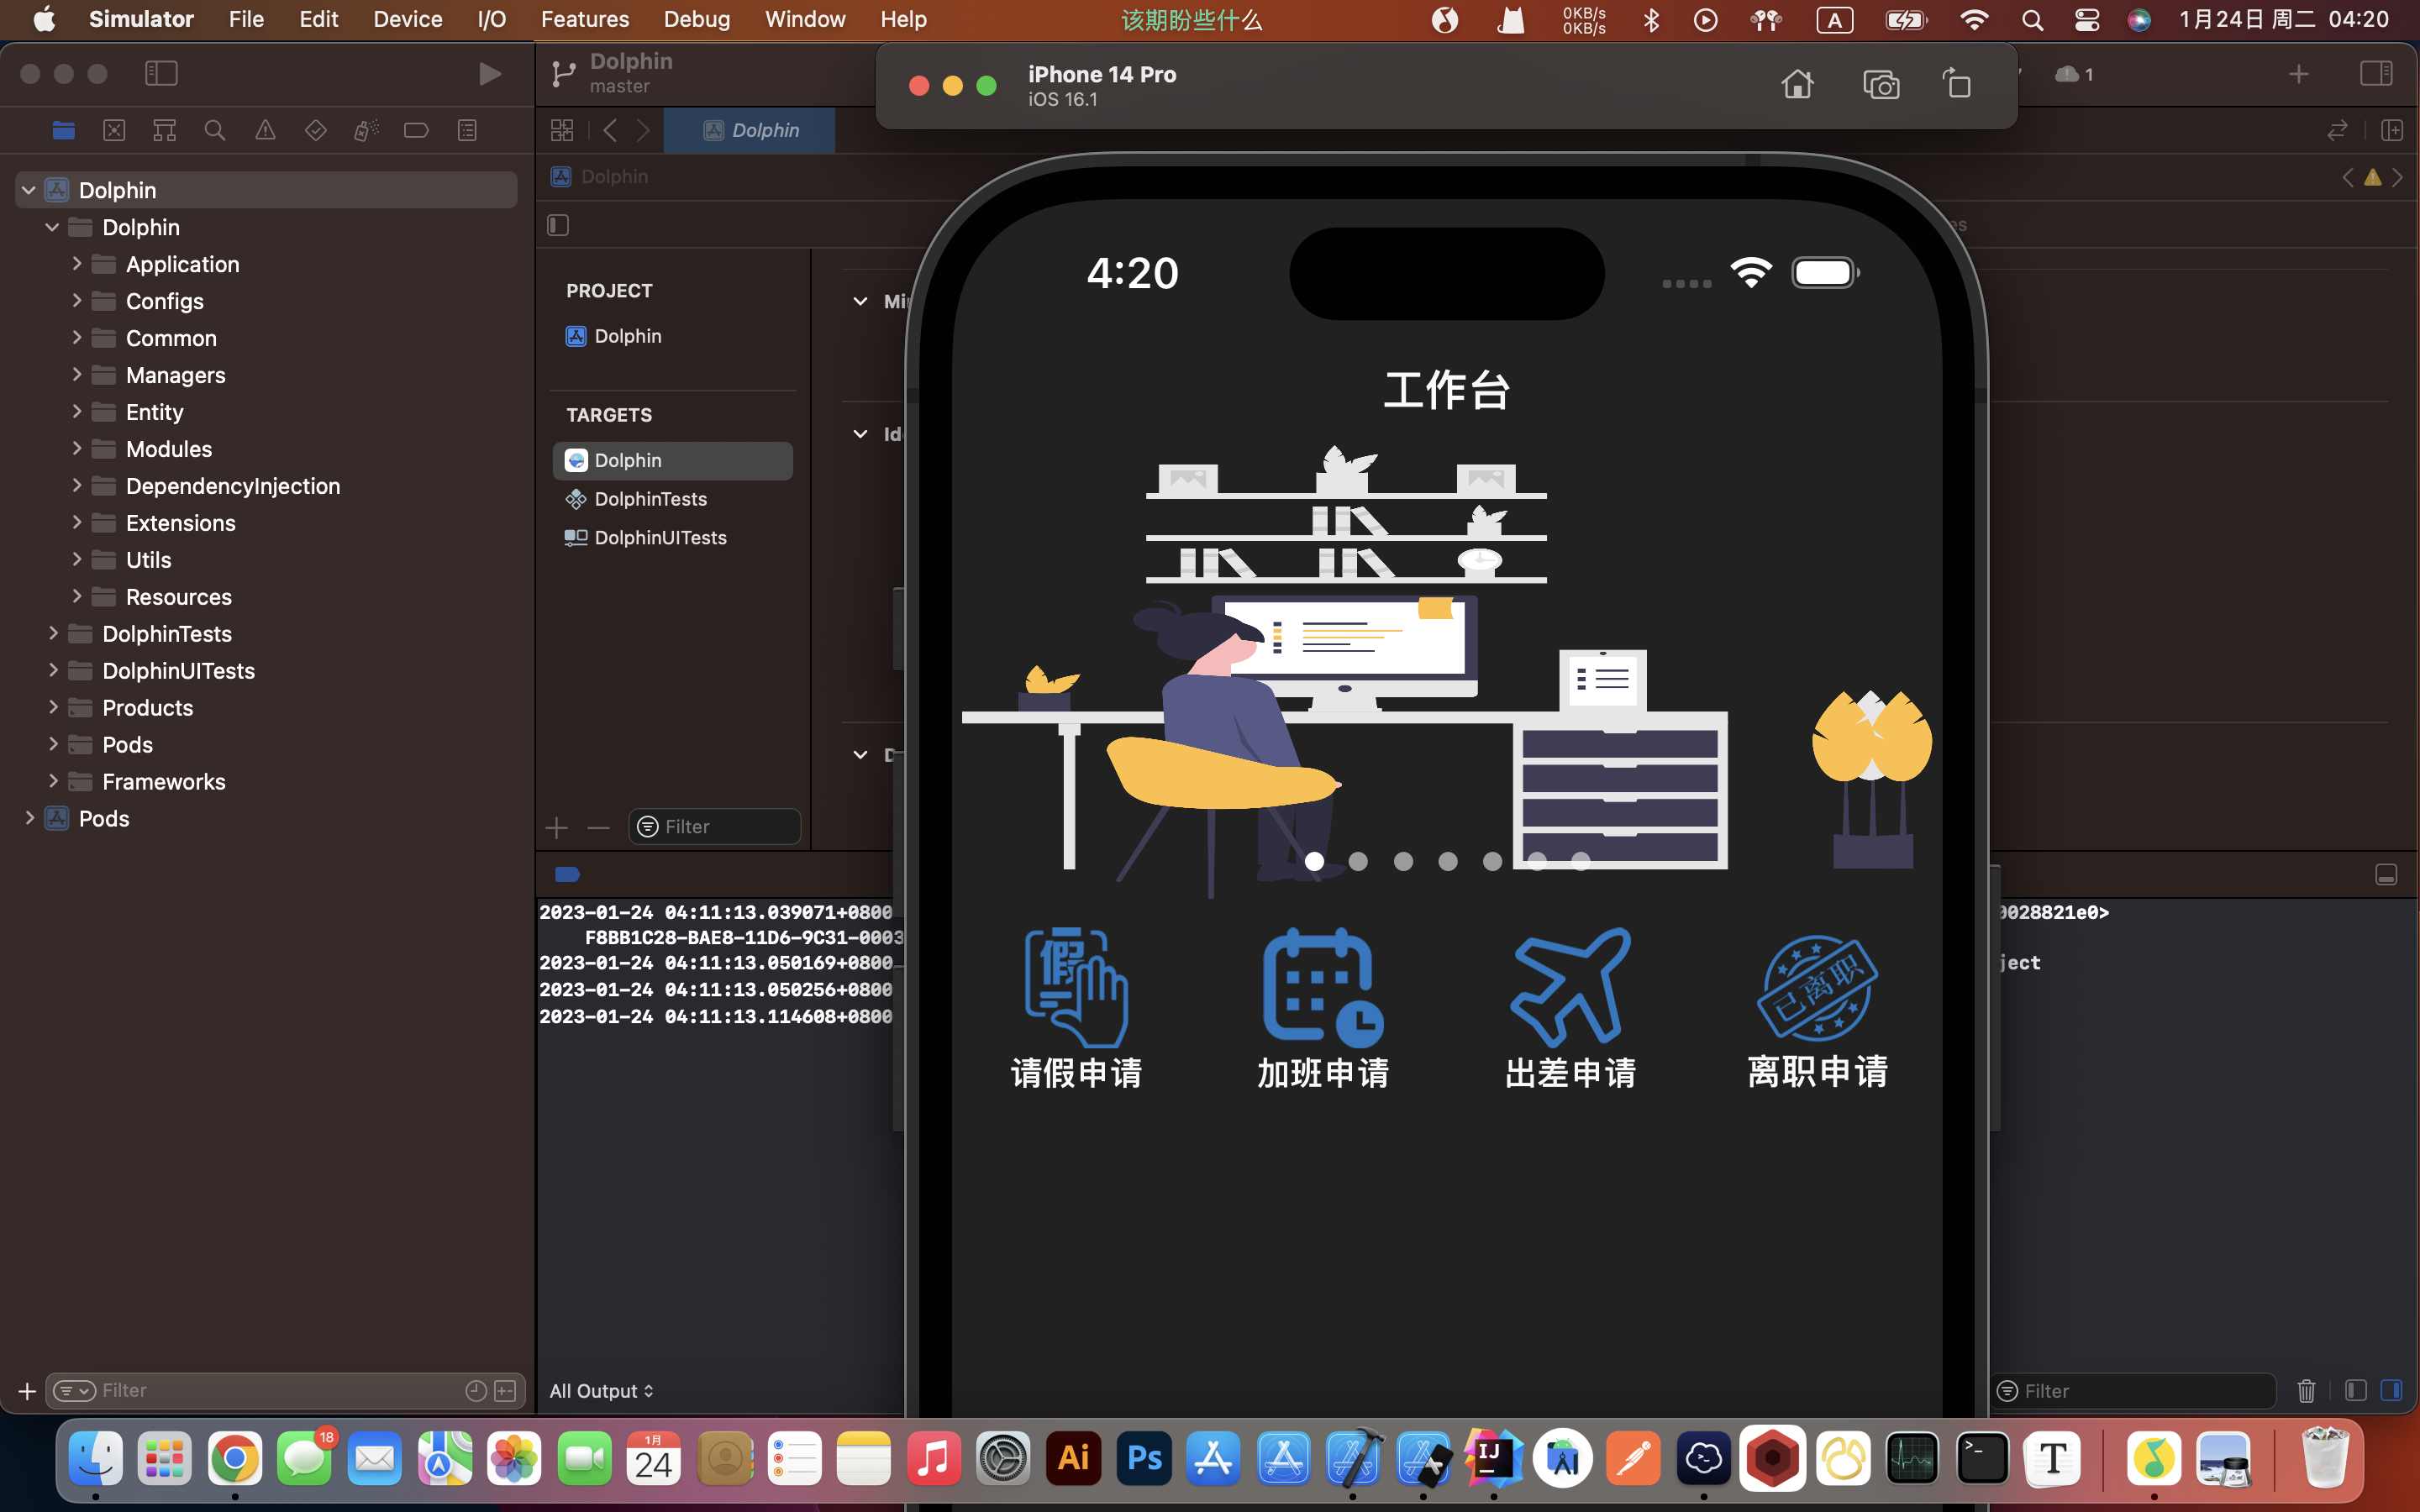 Simulator File Edit Device I/O Features Debug Window Help 该期盼些什么 0KB/s 0KB/s A 1月24日 周二 04:20
Dolphin
master
iPhone 14 Pro
iOS 16.1
1
Dolphin
Dolphin
Dolphin
Dolphin
Application
Configs
Common
Managers
Entity
Modules
DependencyInjection
Extensions
Utils
Resources
DolphinTests
DolphinUITests
Products
Pods
Frameworks
Pods
Filter
PROJECT
Dolphin
TARGETS
Dolphin
DolphinTests
DolphinUITests
Filter
2023-01-24 04:11:13.039071+0800
F8BB1C28-BAE8-11D6-9C31-0003
2023-01-24 04:11:13.050169+0800
2023-01-24 04:11:13.050256+0800
2023-01-24 04:11:13.114608+0800
0028821e0>
ject
All Output
Filter
4:20
工作台
假
已离职
请假申请 加班申请 出差申请 离职申请
18
1月
24
Ai
Ps
IJ
>_
T